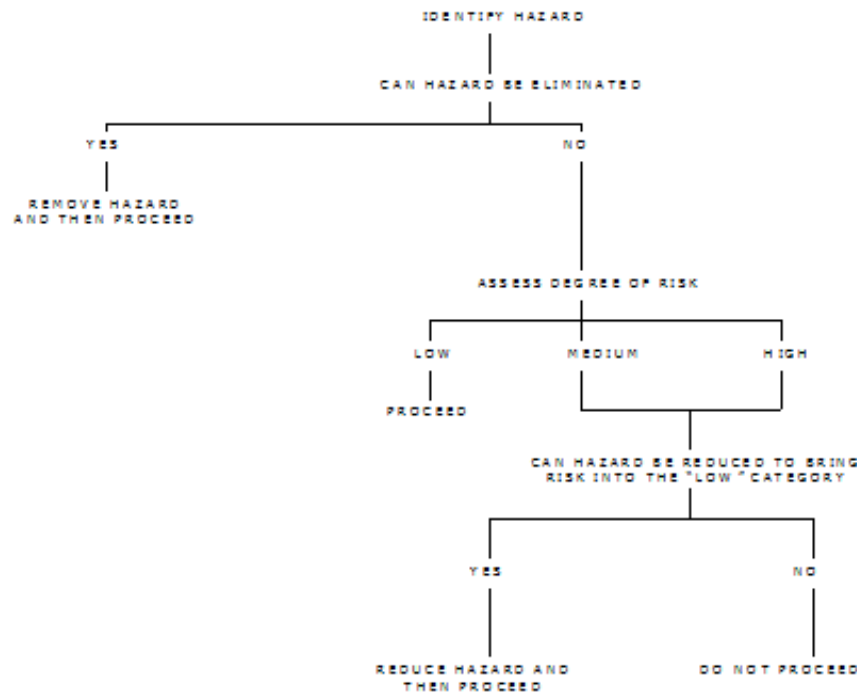 IDENTIFY HAZARD
CAN HAZARD BE ELIMINATED
YES
NO
REMOVE HAZARD
AND THEN PROCEED
ASSESS DEGREE OF RISK
LOW
MEDIUM
HIGH
PROCEED
CAN HAZARD BE REDUCED TO BRING
RISK INTO THE "LOW" CATEGORY
YES
NO
REDUCE HAZARD AND
THEN PROCEED
DO NOT PROCEED